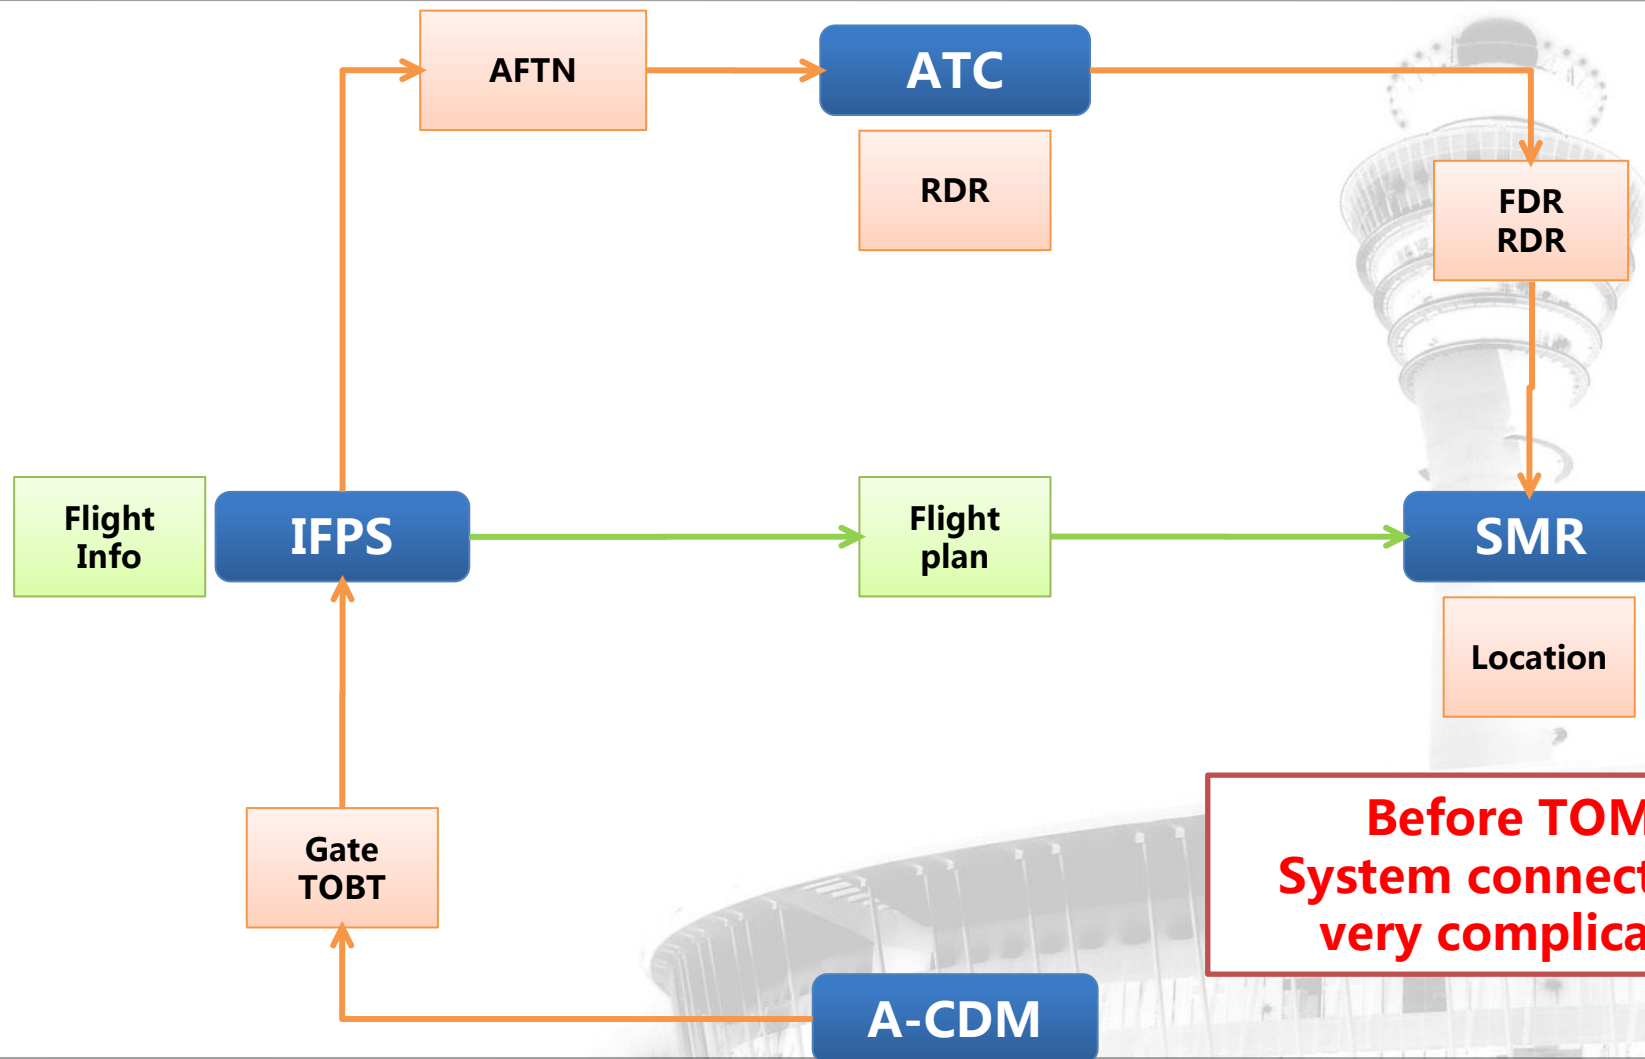 AFTN
ATC
RDR
FDR
RDR
Flight
Info
IFPS
Flight
plan
SMR
Location
Gate
TOBT
Before TOM
System connect
very complica
A-CDM